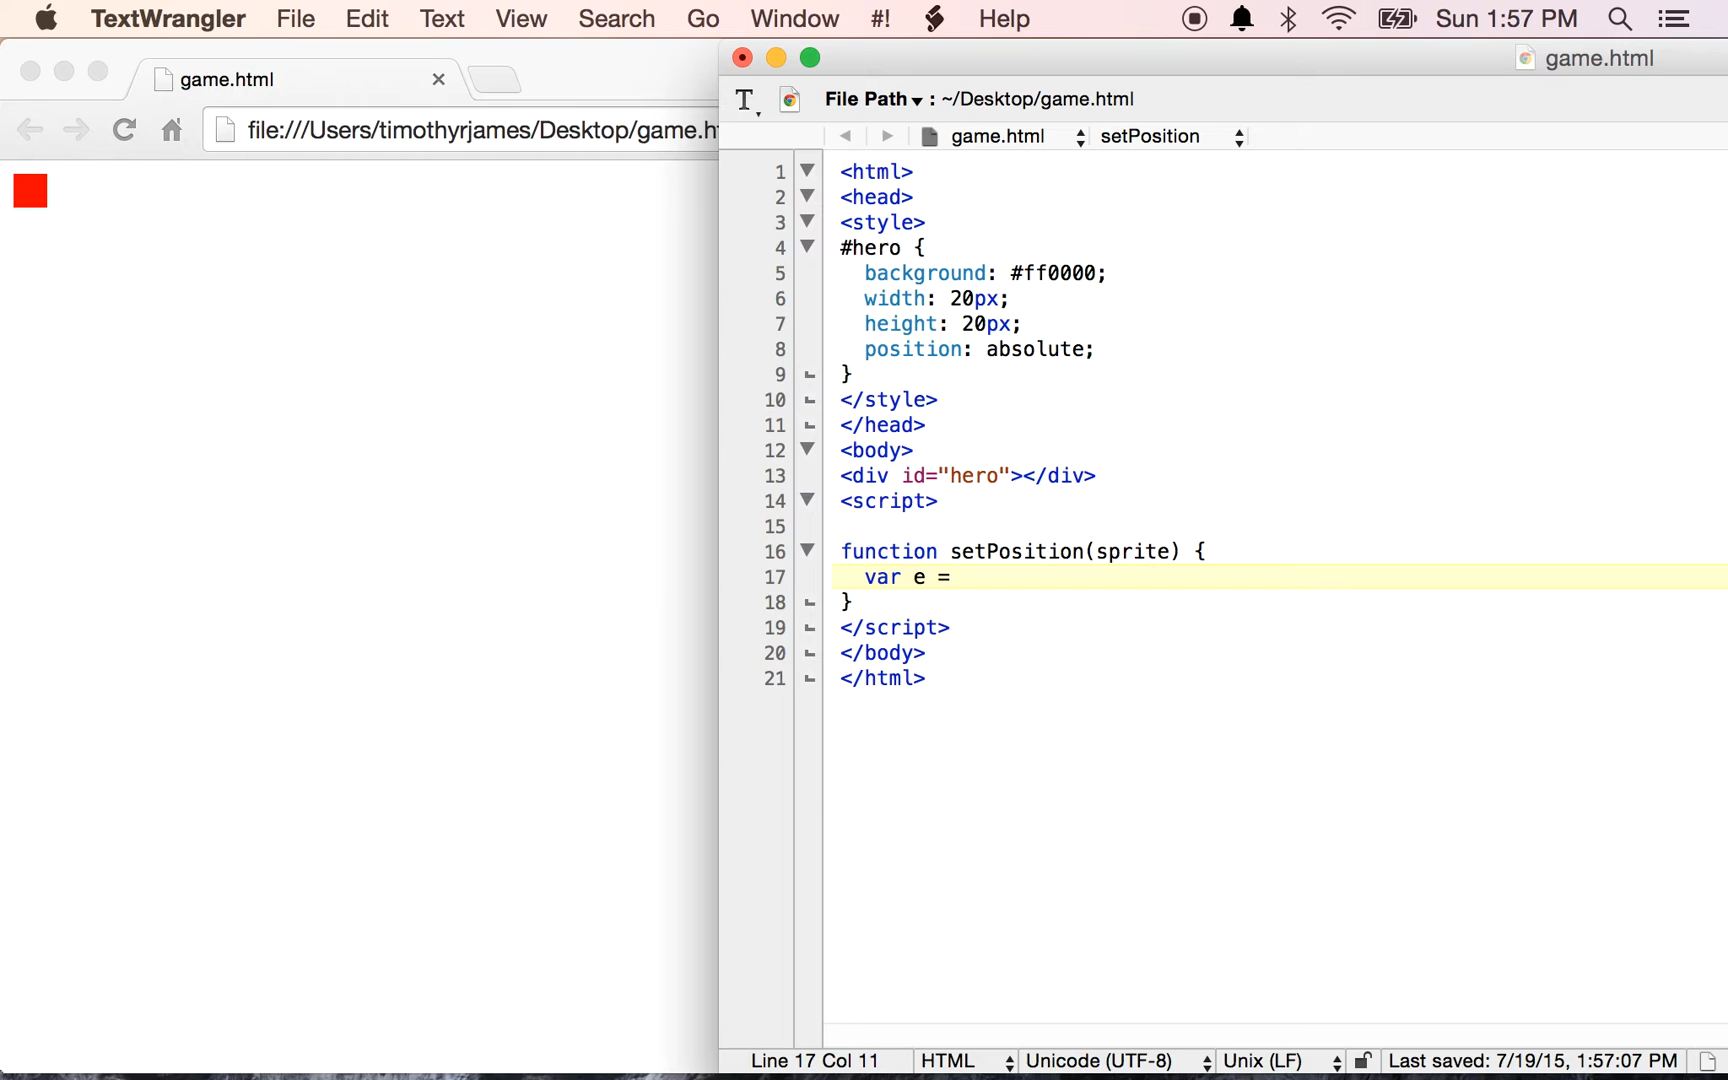 TextWrangler File Edit Text View Search Go Window #! Help Sun 1:57 PM
game.html
file:///Users/timothyrjames/Desktop/game.h
game.html
File Path : ~/Desktop/game.html
game.html setPosition
1 <html>
2 <head>
3 <style>
4 #hero {
5 background: #ff0000;
6 width: 20px;
7 height: 20px;
8 position: absolute;
9 }
10 </style>
11 </head>
12 <body>
13 <div id="hero"></div>
14 <script>
15
16 function setPosition(sprite) {
17 var e =
18 }
19 </script>
20 </body>
21 </html>
Line 17 Col 11 HTML Unicode (UTF-8) Unix (LF) Last saved: 7/19/15, 1:57:07 PM